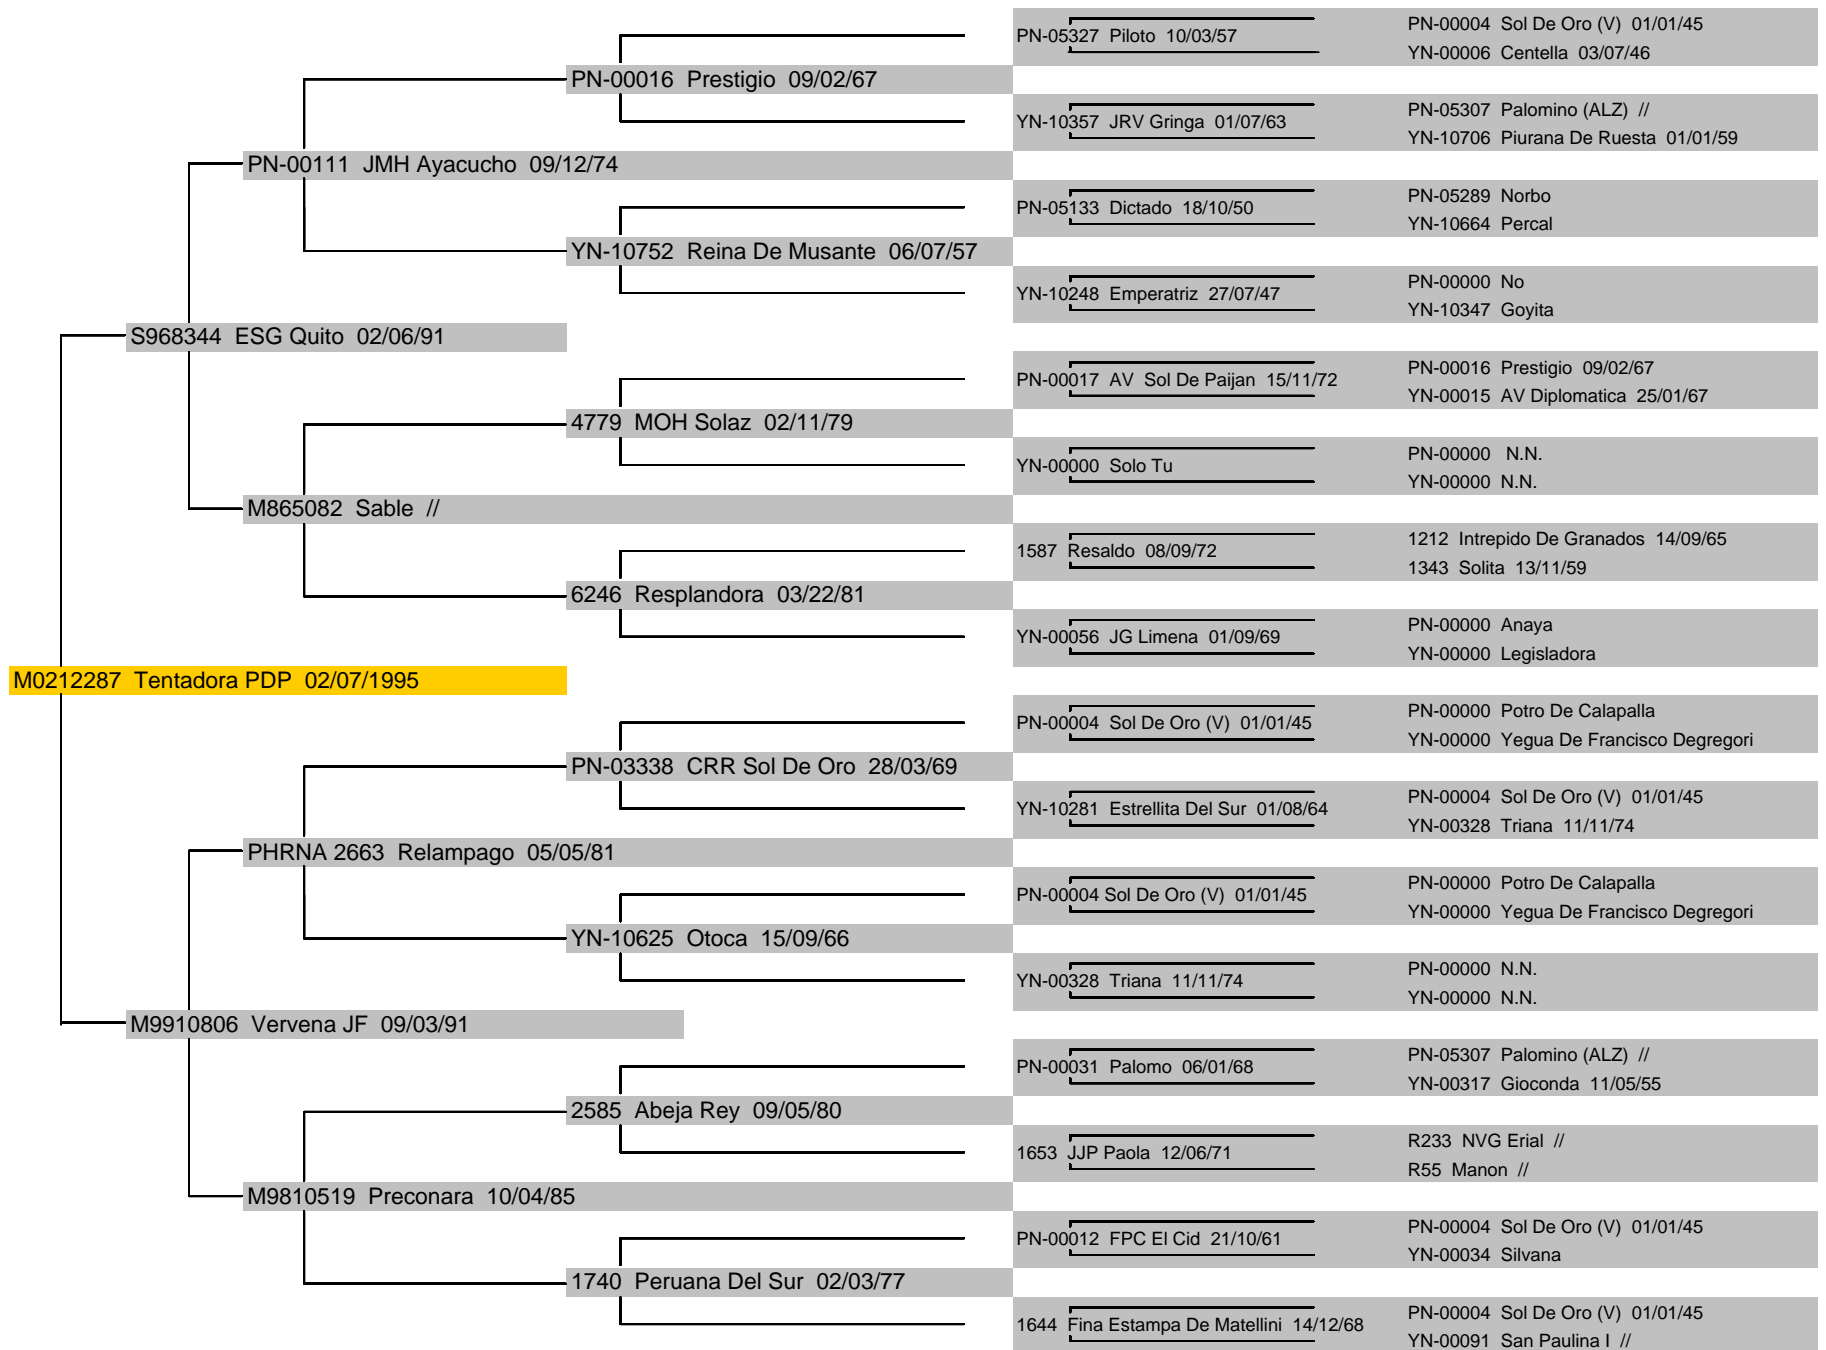 PN-00004 Sol De Oro (V) 01/01/45
PN-05327 Piloto 10/03/57
YN-00006 Centella 03/07/46
PN-00016 Prestigio 09/02/67
PN-05307 Palomino (ALZ) //
YN-10357 JRV Gringa 01/07/63
YN-10706 Piurana De Ruesta 01/01/59
PN-00111 JMH Ayacucho 09/12/74
PN-05289 Norbo
PN-05133 Dictado 18/10/50
YN-10664 Percal
YN-10752 Reina De Musante 06/07/57
PN-00000 No
YN-10248 Emperatriz 27/07/47
YN-10347 Goyita
S968344 ESG Quito 02/06/91
PN-00016 Prestigio 09/02/67
PN-00017 AV Sol De Paijan 15/11/72
YN-00015 AV Diplomatica 25/01/67
4779 MOH Solaz 02/11/79
PN-00000 N.N.
YN-00000 Solo Tu
YN-00000 N.N.
M865082 Sable //
1212 Intrepido De Granados 14/09/65
1587 Resaldo 08/09/72
1343 Solita 13/11/59
6246 Resplandora 03/22/81
PN-00000 Anaya
YN-00056 JG Limena 01/09/69
YN-00000 Legisladora
M0212287 Tentadora PDP 02/07/1995
PN-00000 Potro De Calapalla
PN-00004 Sol De Oro (V) 01/01/45
YN-00000 Yegua De Francisco Degregori
PN-03338 CRR Sol De Oro 28/03/69
PN-00004 Sol De Oro (V) 01/01/45
YN-10281 Estrellita Del Sur 01/08/64
YN-00328 Triana 11/11/74
PHRNA 2663 Relampago 05/05/81
PN-00000 Potro De Calapalla
PN-00004 Sol De Oro (V) 01/01/45
YN-00000 Yegua De Francisco Degregori
YN-10625 Otoca 15/09/66
PN-00000 N.N.
YN-00328 Triana 11/11/74
YN-00000 N.N.
M9910806 Vervena JF 09/03/91
PN-05307 Palomino (ALZ) //
PN-00031 Palomo 06/01/68
YN-00317 Gioconda 11/05/55
2585 Abeja Rey 09/05/80
R233 NVG Erial //
1653 JJP Paola 12/06/71
R55 Manon //
M9810519 Preconara 10/04/85
PN-00004 Sol De Oro (V) 01/01/45
PN-00012 FPC El Cid 21/10/61
YN-00034 Silvana
1740 Peruana Del Sur 02/03/77
PN-00004 Sol De Oro (V) 01/01/45
1644 Fina Estampa De Matellini 14/12/68
YN-00091 San Paulina I //